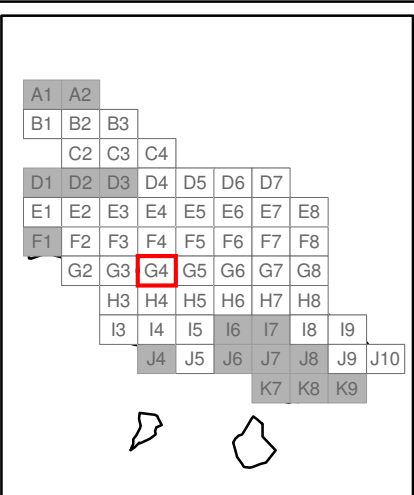 A1 A2
B1 B2 B3
C2 C3 C4
D1 D2 D3 D4 D5 D6 D7
E1 E2 E3 E4 E5 E6 E7 E8
F1 F2 F3 F4 F5 F6 F7 F8
G2 G3 G4 G5 G6 G7 G8
H3 H4 H5 H6 H7 H8
I3 I4 I5 I6 I7 I8 I9
J4 J5 J6 J7 J8 J9 J10
K7 K8 K9